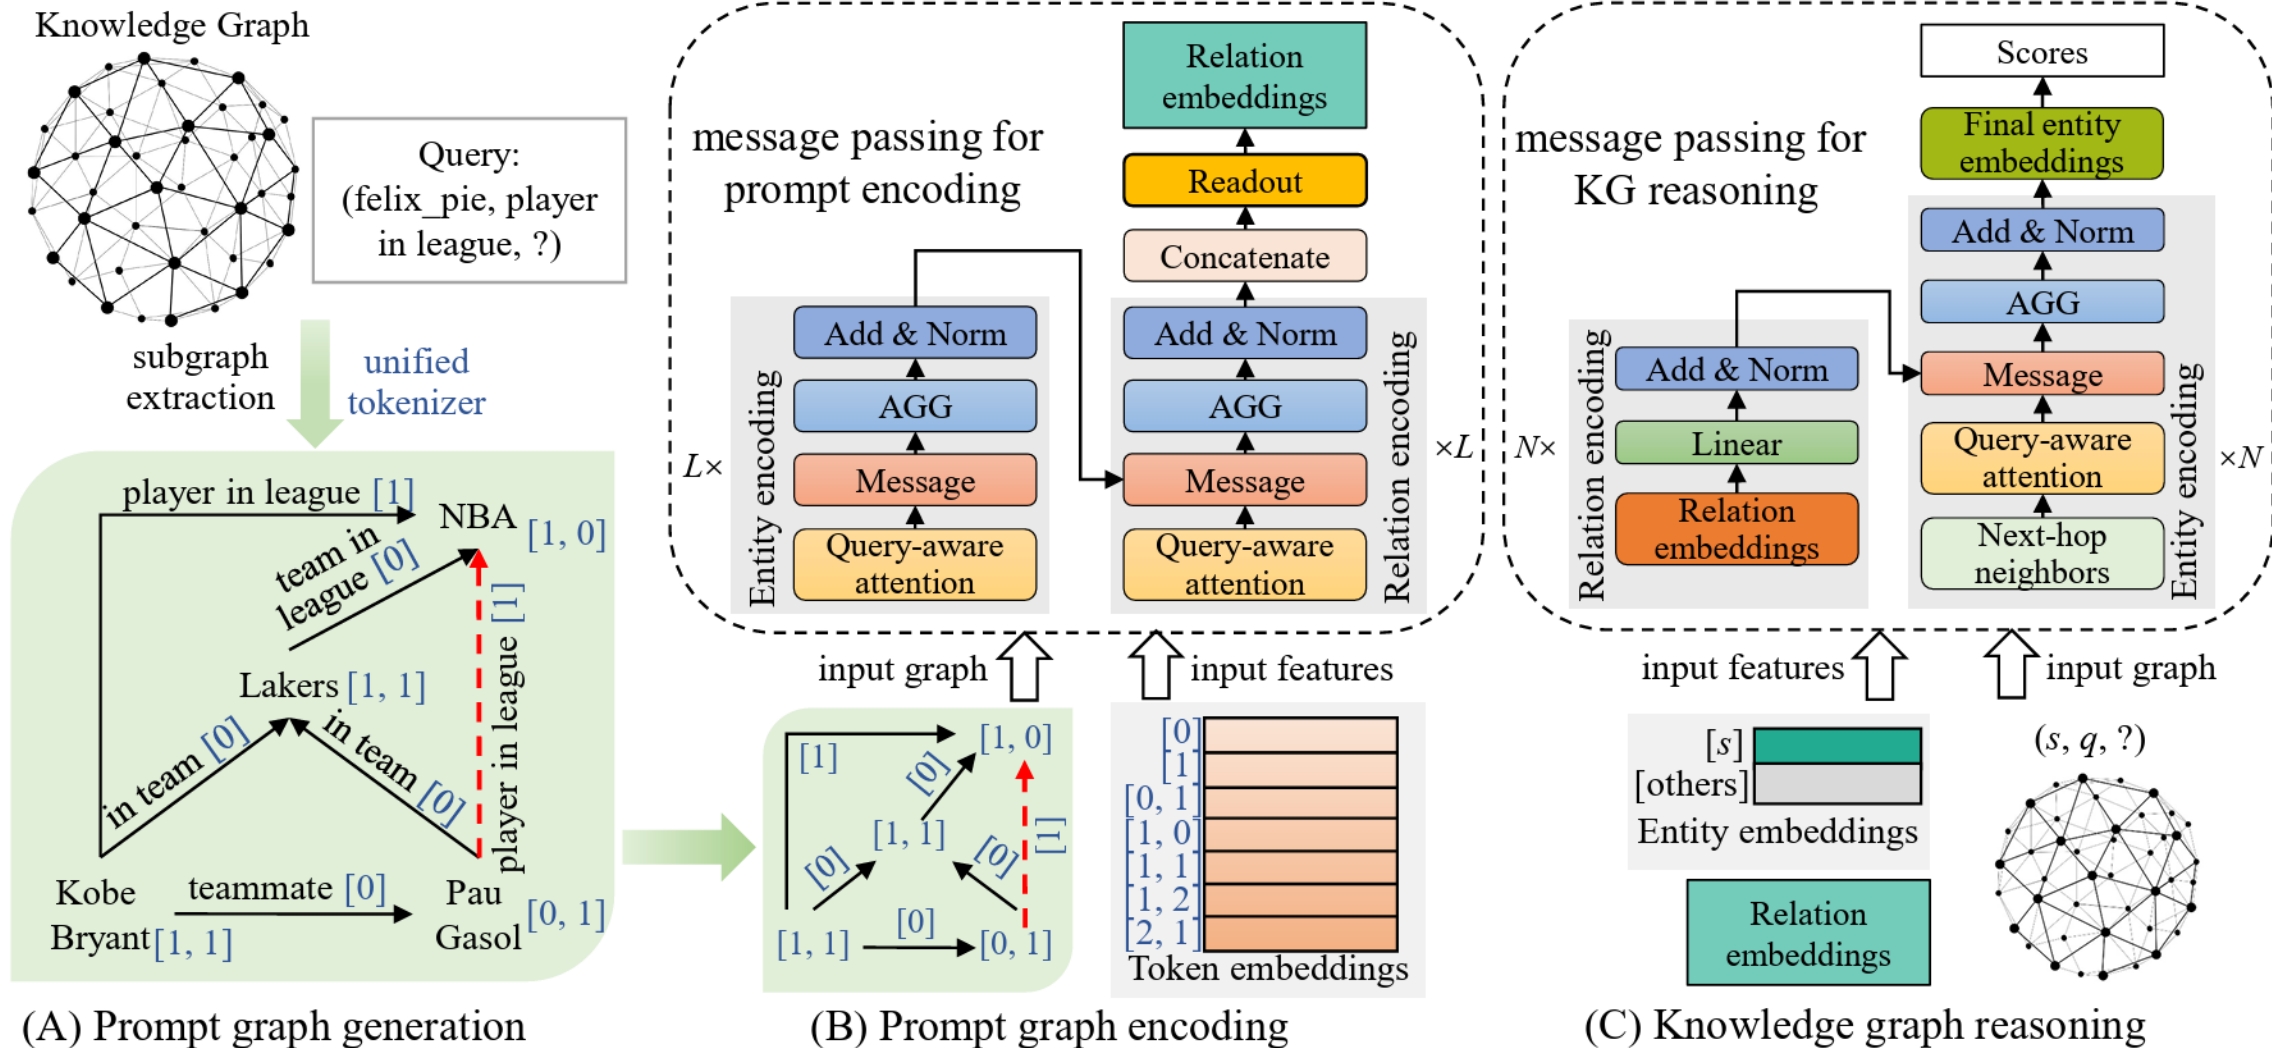 Knowledge Graph
Query:
(felix_pie, player
in league, ?)
subgraph
extraction
unified
tokenizer
player in league [1]
NBA
[1, 0]
team in
league [0]
player in league [1]
Lakers [1, 1]
in team [0]
in team [0]
Kobe
Bryant [1, 1]
teammate [0]
Pau
Gasol [0, 1]
(A) Prompt graph generation
message passing for
prompt encoding
Relation
embeddings
Readout
Concatenate
Add & Norm
AGG
Message
Query-aware
attention
Entity encoding
L×
Add & Norm
AGG
Message
Query-aware
attention
Relation encoding
×L
input graph
input features
[1]
[1, 0]
[0]
[1, 1]
[1]
[0]
[0]
[1, 1]
[0]
[0, 1]
[0]
[1]
[0, 1]
[1, 0]
[1, 1]
[1, 2]
[2, 1]
Token embeddings
(B) Prompt graph encoding
message passing for
KG reasoning
Scores
Final entity
embeddings
Add & Norm
AGG
Message
Query-aware
attention
Next-hop
neighbors
Entity encoding
×N
Add & Norm
Linear
Relation
embeddings
Relation encoding
N×
input features
input graph
[s]
[others]
Entity embeddings
(s, q, ?)
Relation
embeddings
(C) Knowledge graph reasoning